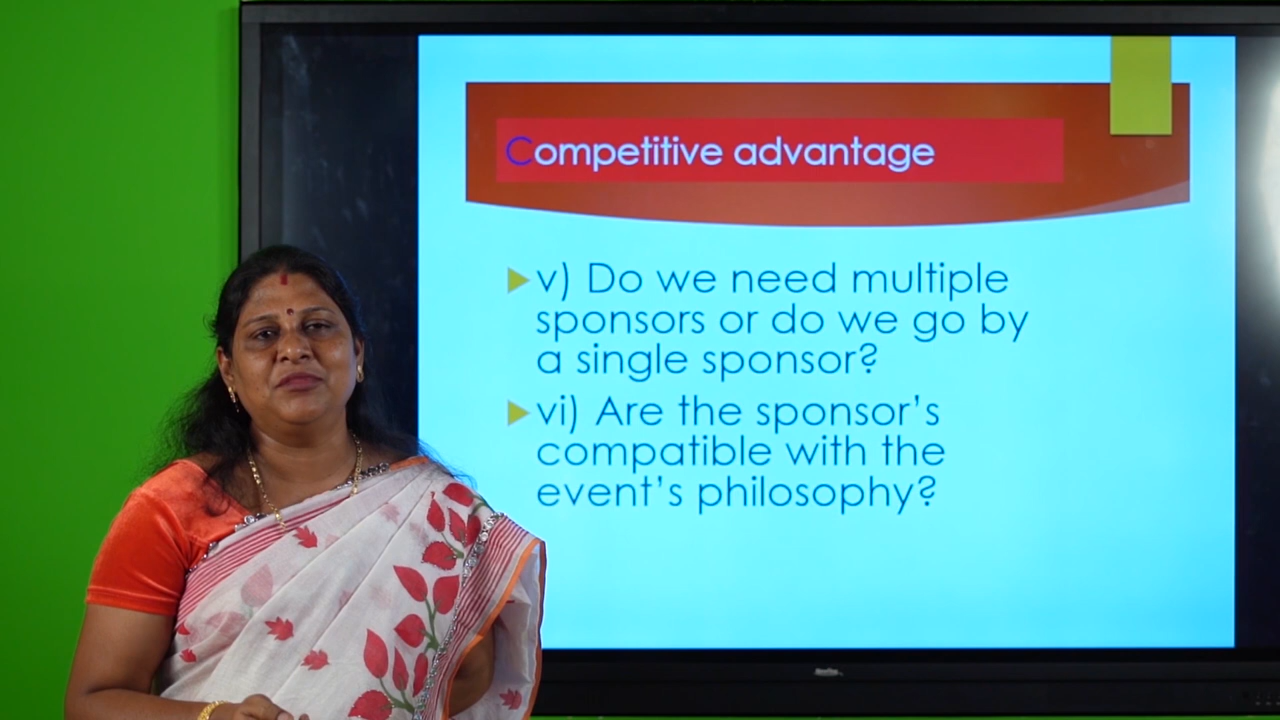 Competitive advantage
v) Do we need multiple
sponsors or do we go by
a single sponsor?
vi) Are the sponsor's
compatible with the
event's philosophy?